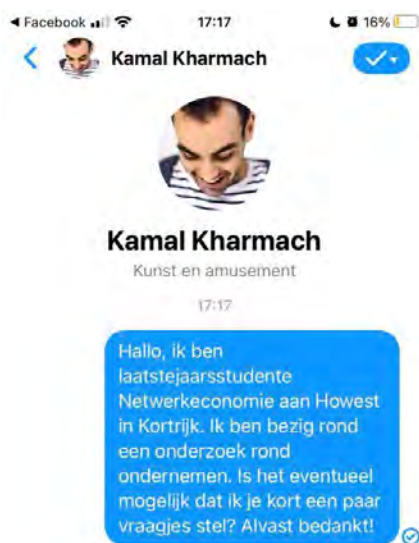 Facebook 17:17 16%
Kamal Kharmach
Kamal Kharmach
Kunst en amusement
17:17
Hallo, ik ben
laatstejaarsstudente
Netwerkeconomie aan Howest
in Kortrijk. Ik ben bezig rond
een onderzoek rond
ondernemen. Is het eventueel
mogelijk dat ik je kort een paar
vraagjes stel? Alvast bedankt!